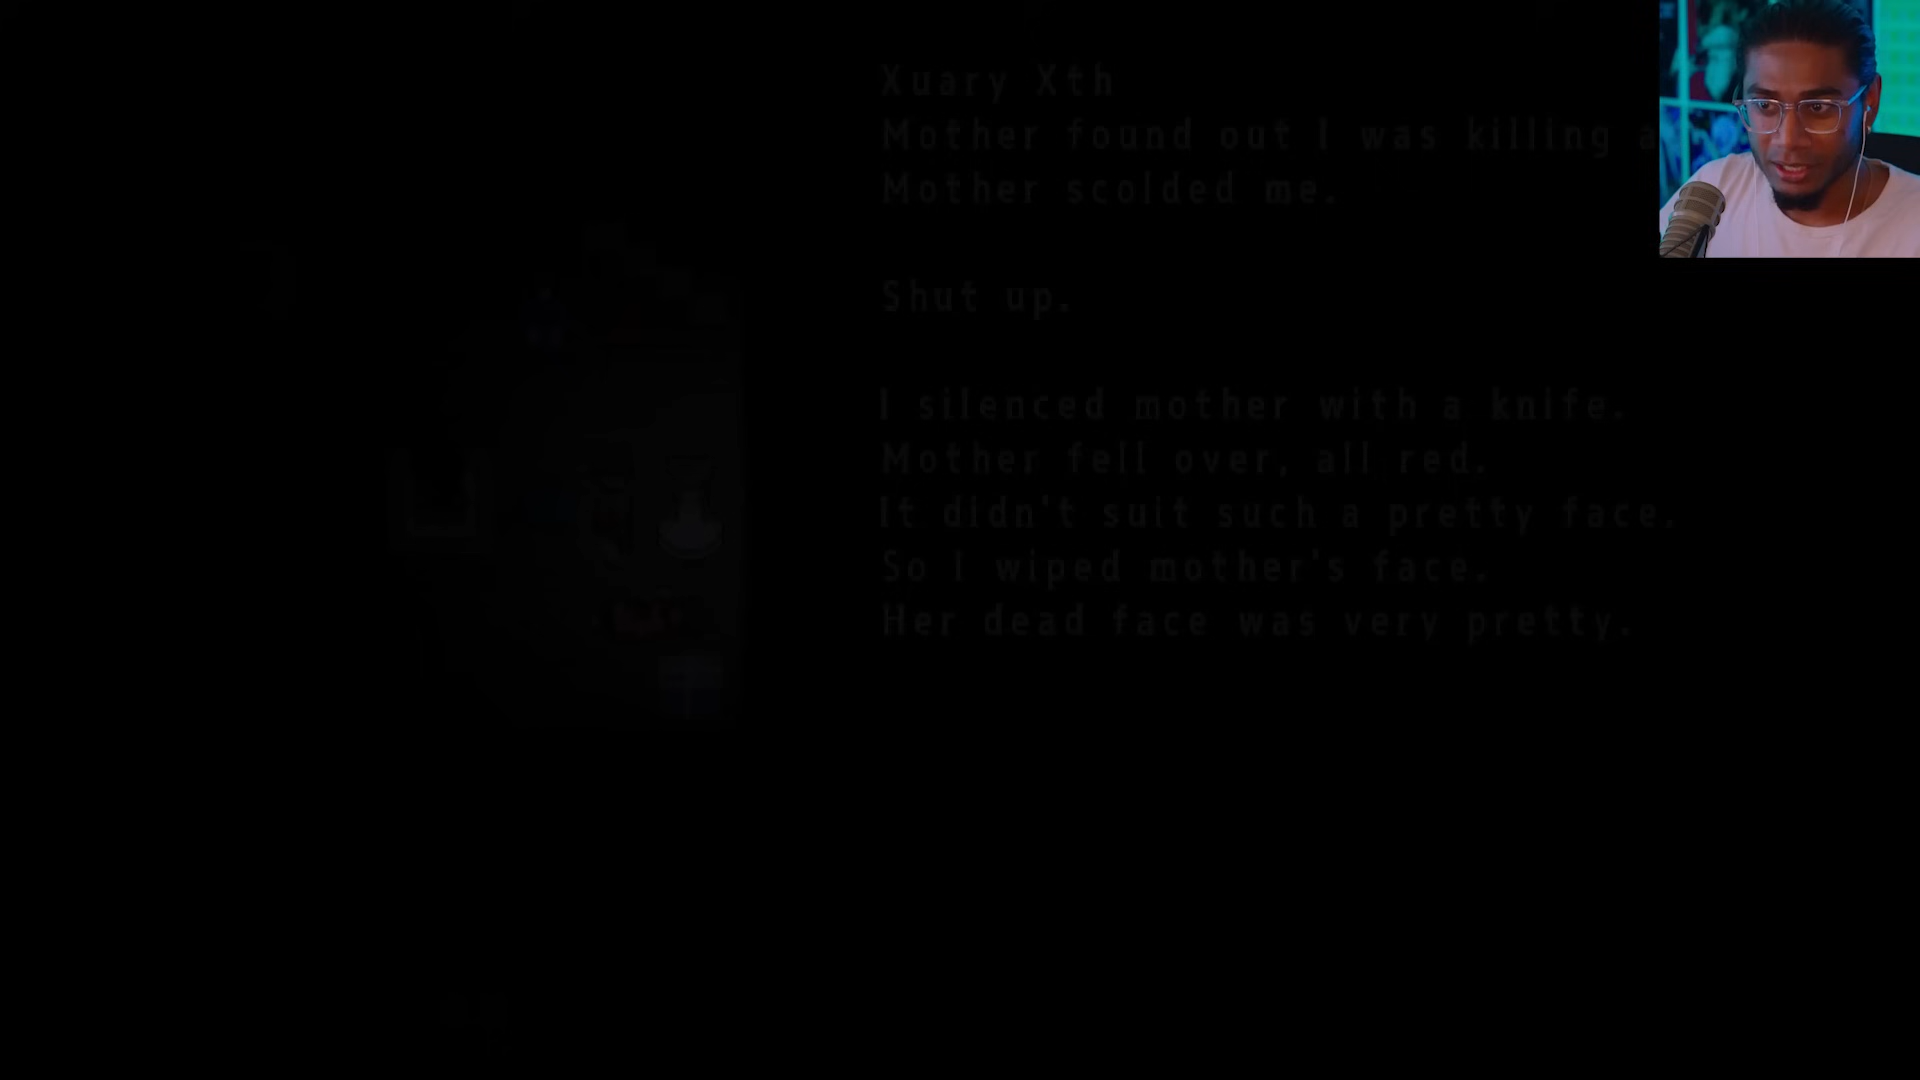 Xuary Xth
Mother found out I was killing a
Mother scolded me.
Shut up.
I silenced mother with a knife.
Mother fell over, all red.
It didn't suit such a pretty face.
So I wiped mother's face.
Her dead face was very pretty.